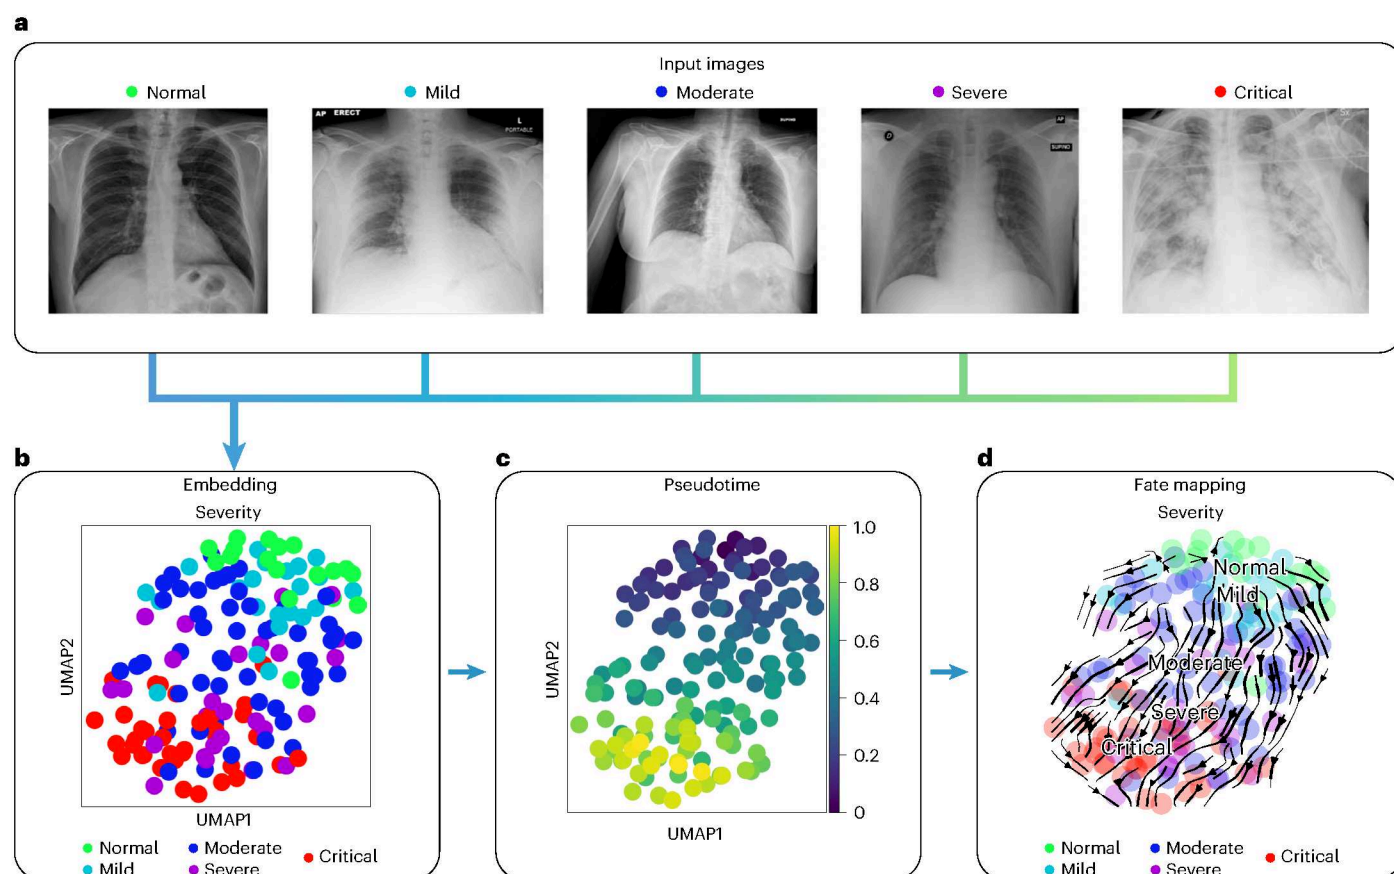 a
Input images
Normal
Mild
Moderate
Severe
Critical
AP ERECT
L
PORTABLE
SUPINO
AP
SUPINO
b
Embedding
Severity
UMAP2
UMAP1
Normal
Moderate
Critical
Mild
Severe
c
Pseudotime
UMAP2
1.0
0.8
0.6
0.4
0.2
0
UMAP1
d
Fate mapping
Severity
Normal
Mild
Moderate
Severe
Critical
Normal
Moderate
Critical
Mild
Severe